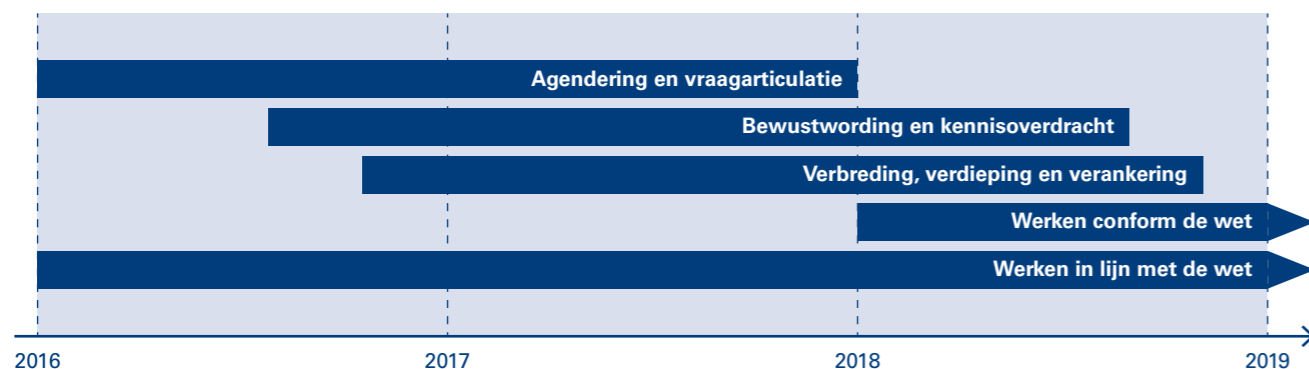 Agendering en vraagarticulatie
Bewustwording en kennisoverdracht
Verbreding, verdieping en verankering
Werken conform de wet
Werken in lijn met de wet
2016 2017 2018 2019